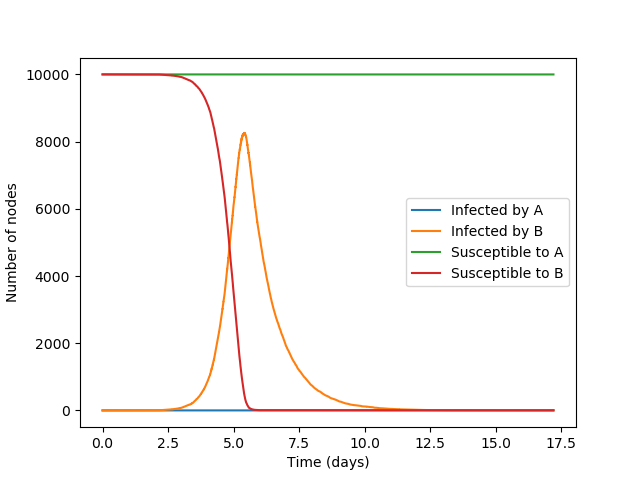 10000
8000
6000
4000
2000
0
Number of nodes
Infected by A
Infected by B
Susceptible to A
Susceptible to B
0.0 2.5 5.0 7.5 10.0 12.5 15.0 17.5
Time (days)